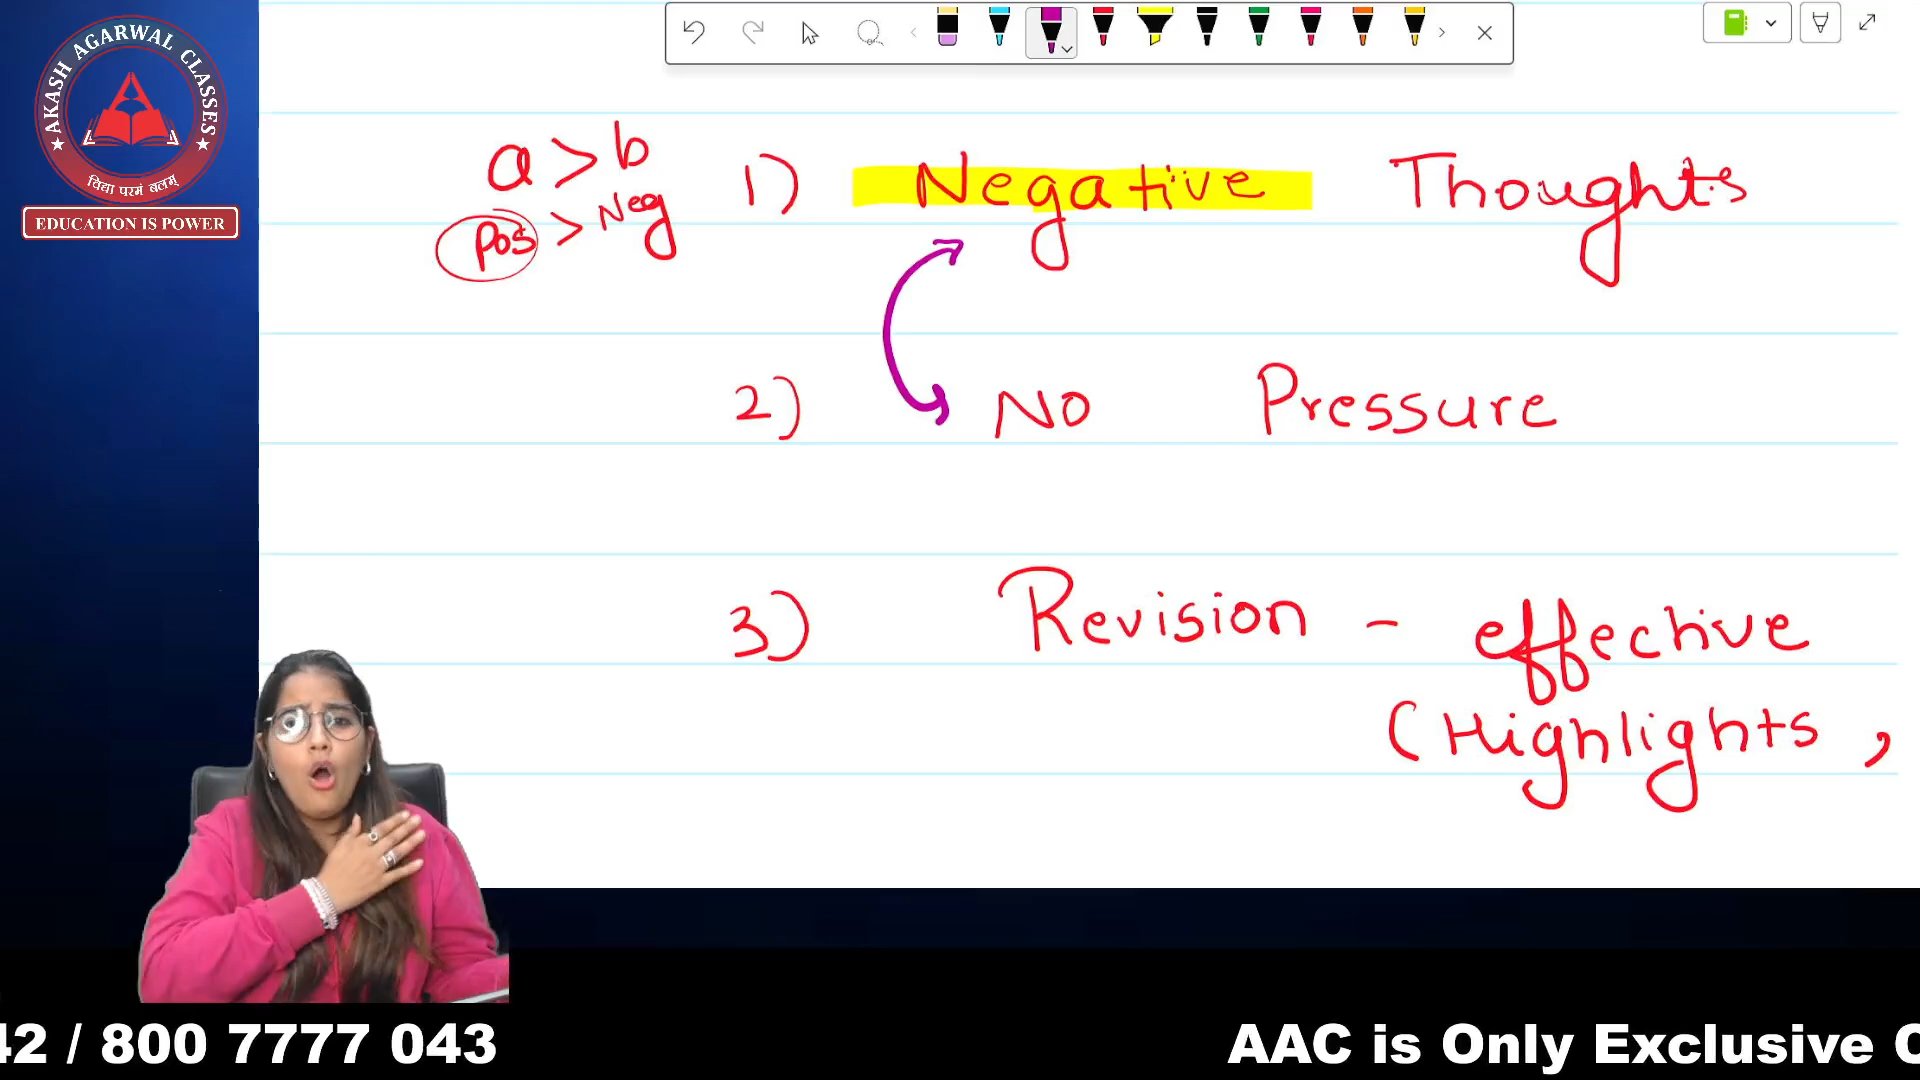 AKASH AGARWAL CLASSES
विद्या परमं बलम्
EDUCATION IS POWER
a > b
Pos > Neg
1) Negative Thoughts
2) NO Pressure
3) Revision - effective
(Highlights ,
42 / 800 7777 043
AAC is Only Exclusive C